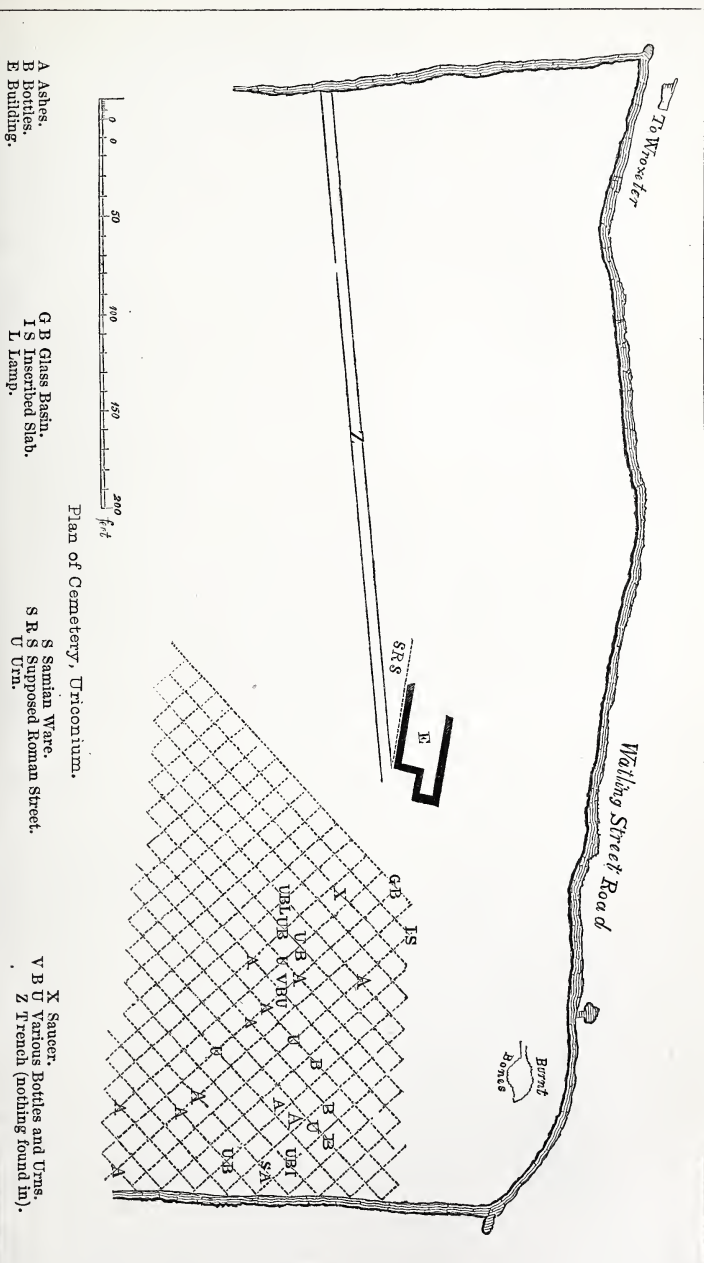 To Wroxeter
Watling Street Road
Burnt
Bones
SRS
E
Z
GB
IS
X
A
UBLUB
UB
A
U
VBU
A
A
A
U
B
U
B
U
B
A
A
A
A
UBI
SA
UB
A
A
0 0 50 100 150 200 feet
Plan of Cemetery, Uriconium.
A Ashes.
B Bottles.
E Building.
G B Glass Basin.
I S Inscribed Slab.
L Lamp.
S Samian Ware.
S R S Supposed Roman Street.
U Urn.
X Saucer.
V B U Various Bottles and Urns.
Z Trench (nothing found in).